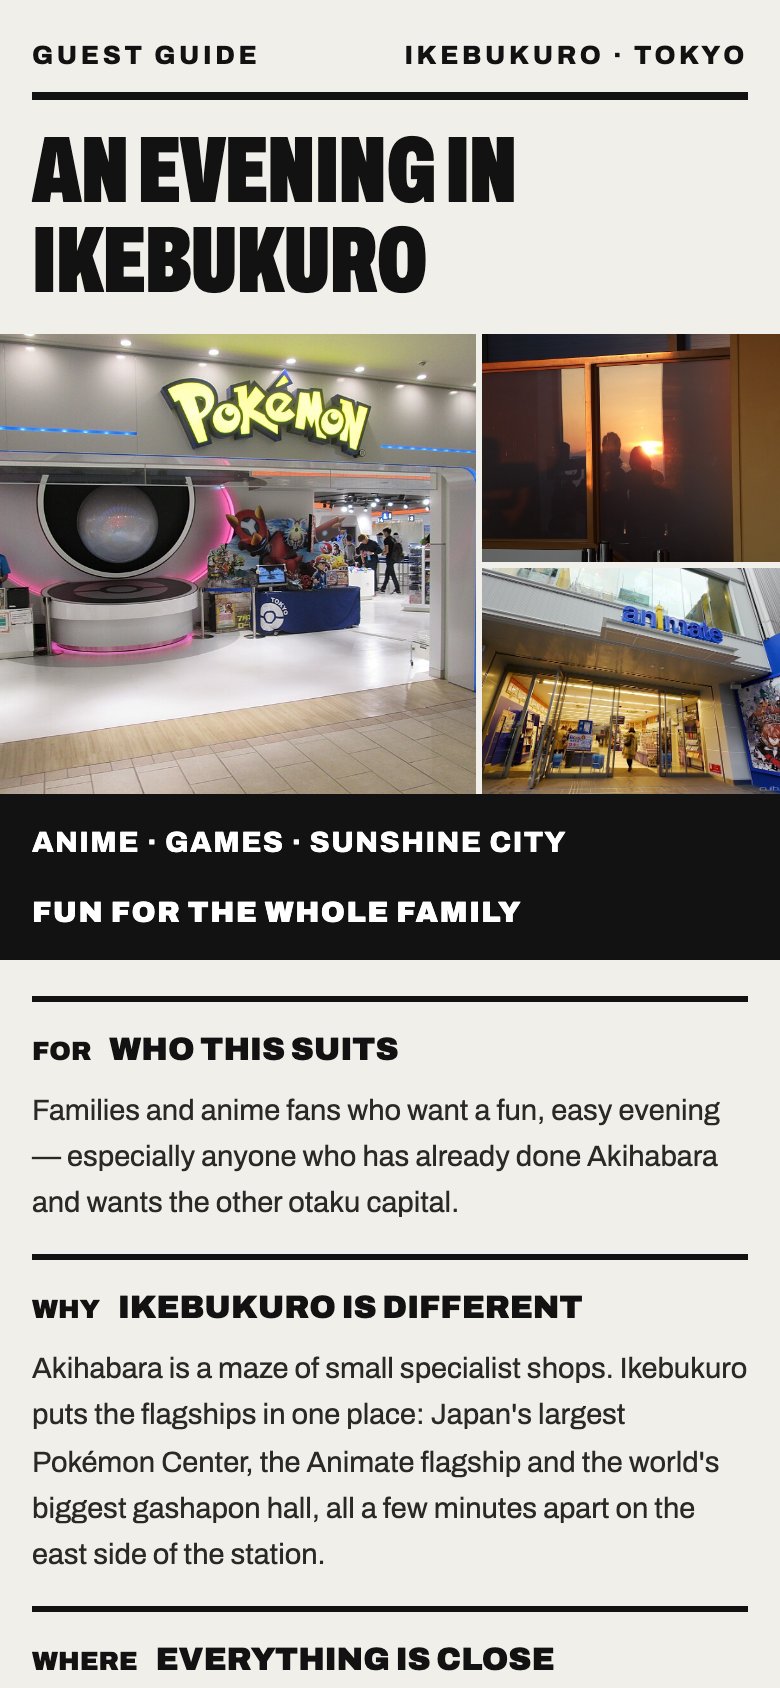 GUEST GUIDE
IKEBUKURO · TOKYO
AN EVENING IN
IKEBUKURO
POKéMON
TOKYO
animate
ANIME · GAMES · SUNSHINE CITY
FUN FOR THE WHOLE FAMILY
FOR WHO THIS SUITS
Families and anime fans who want a fun, easy evening
— especially anyone who has already done Akihabara
and wants the other otaku capital.
WHY IKEBUKURO IS DIFFERENT
Akihabara is a maze of small specialist shops. Ikebukuro
puts the flagships in one place: Japan's largest
Pokémon Center, the Animate flagship and the world's
biggest gashapon hall, all a few minutes apart on the
east side of the station.
WHERE EVERYTHING IS CLOSE